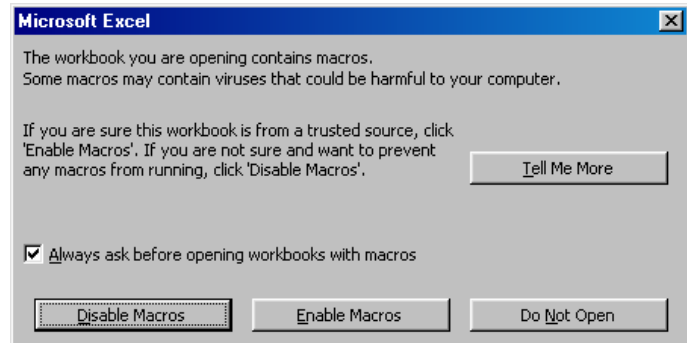 Microsoft Excel
The workbook you are opening contains macros.
Some macros may contain viruses that could be harmful to your computer.
If you are sure this workbook is from a trusted source, click
'Enable Macros'. If you are not sure and want to prevent
any macros from running, click 'Disable Macros'.
Tell Me More
Always ask before opening workbooks with macros
Disable Macros
Enable Macros
Do Not Open